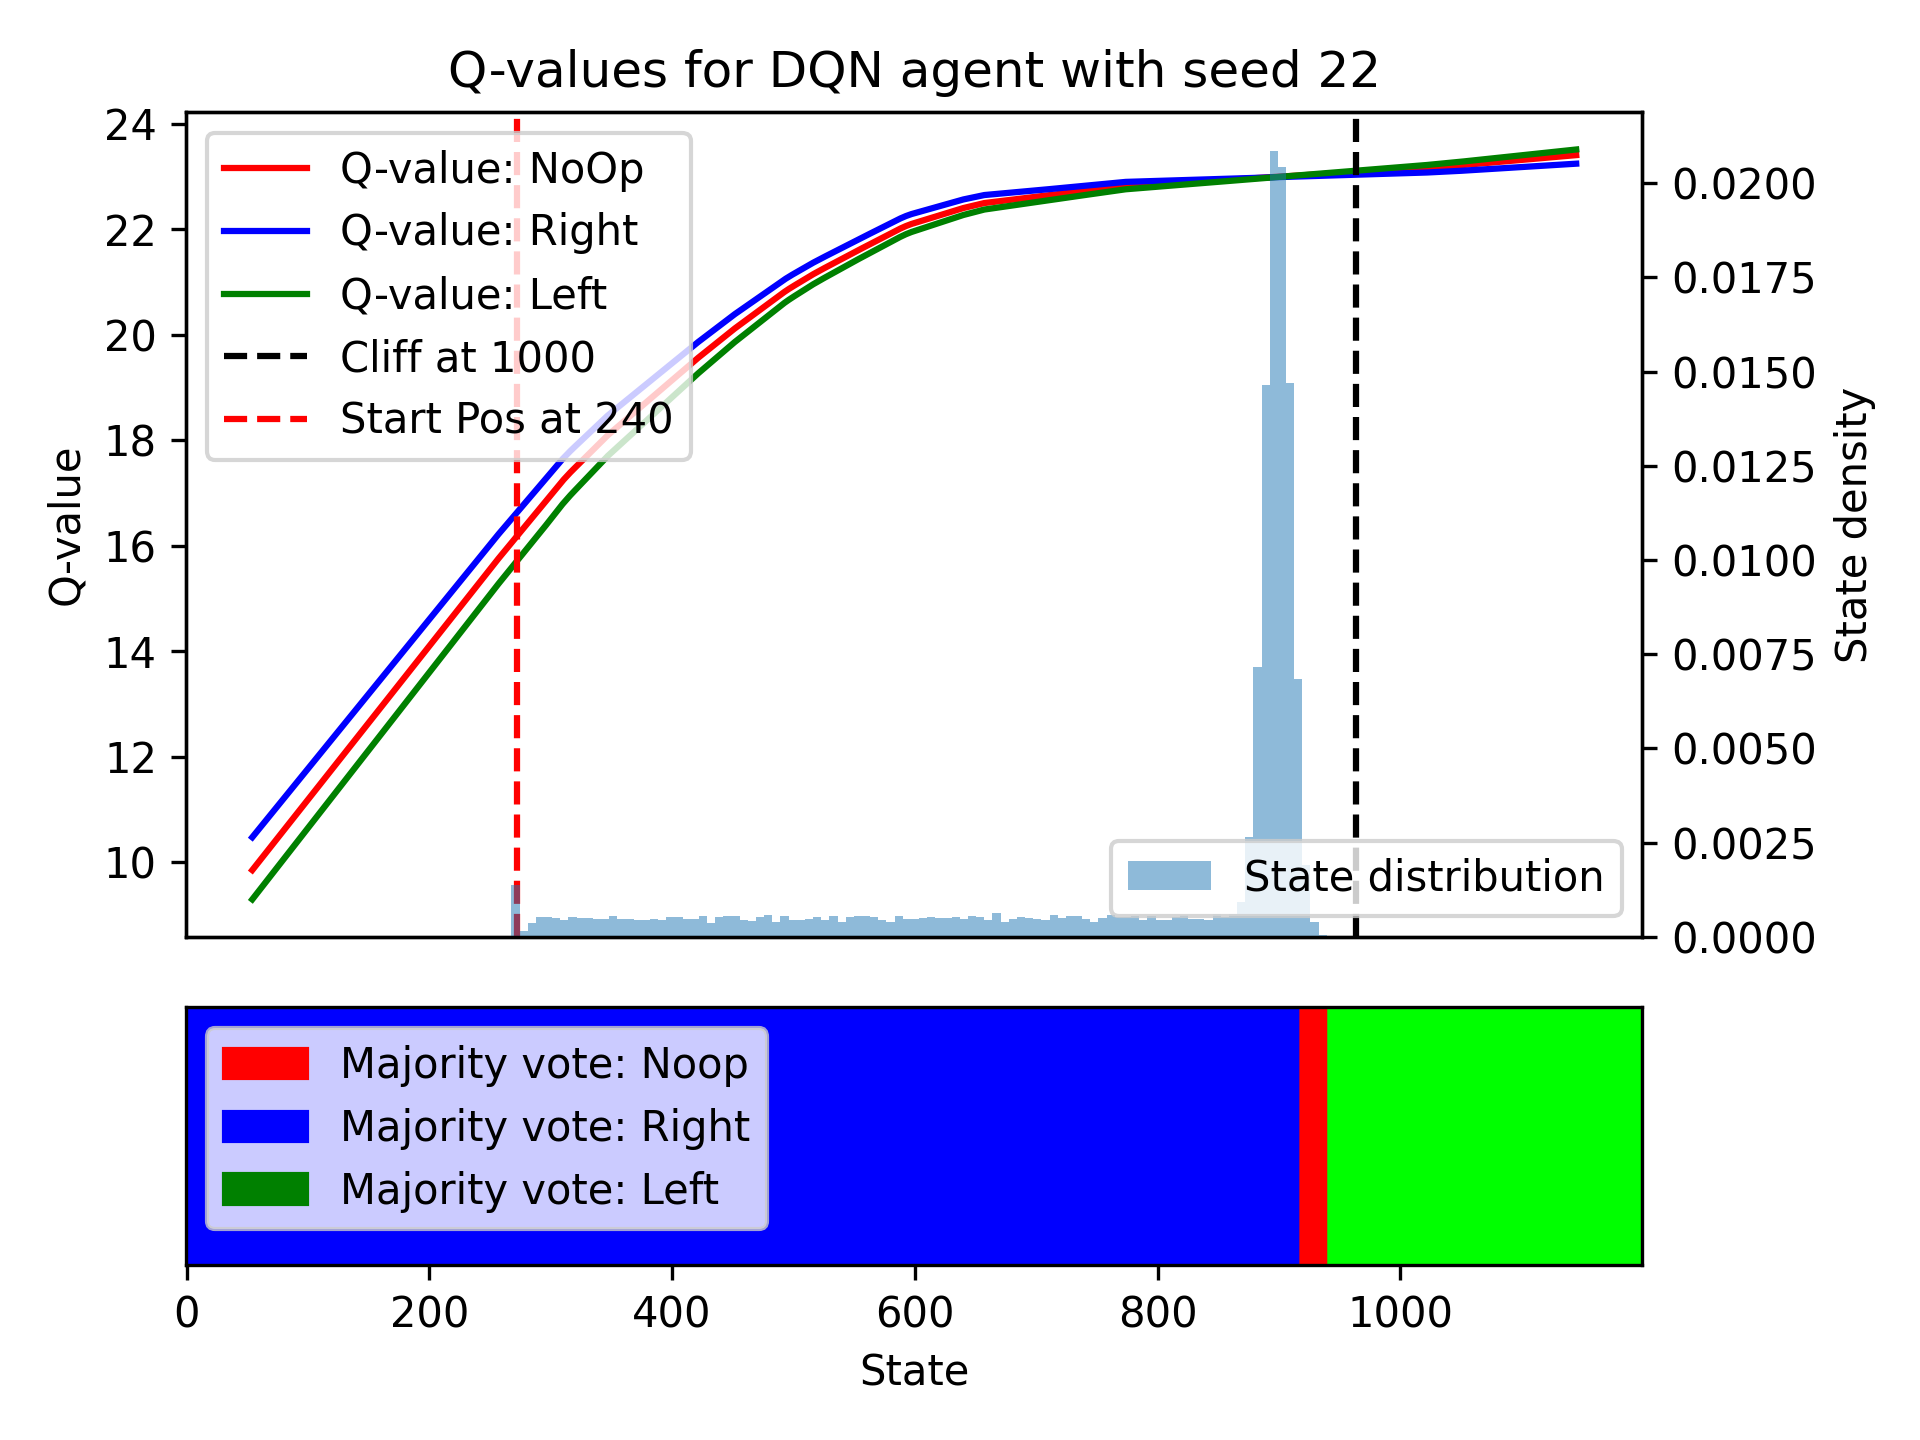 Q-values for DQN agent with seed 22
24
22
20
18
16
14
12
10
Q-value
Q-value: NoOp
Q-value: Right
Q-value: Left
Cliff at 1000
Start Pos at 240
0.0200
0.0175
0.0150
0.0125
0.0100
0.0075
0.0050
0.0025
0.0000
State density
State distribution
Majority vote: Noop
Majority vote: Right
Majority vote: Left
0 200 400 600 800 1000
State